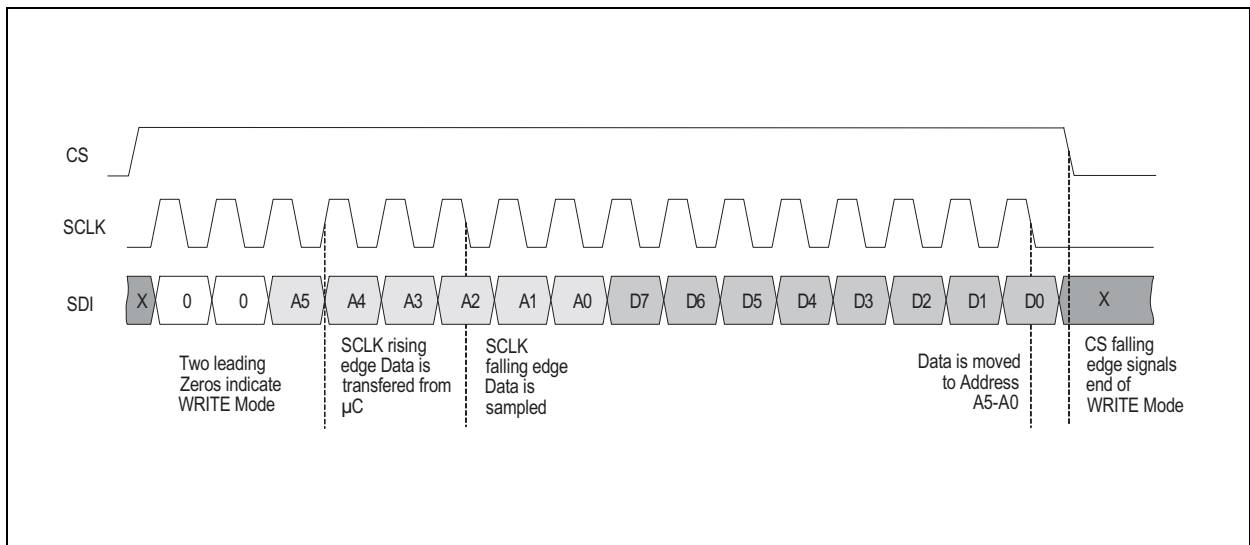 CS
SCLK
SDI
X 0 0 A5 A4 A3 A2 A1 A0 D7 D6 D5 D4 D3 D2 D1 D0 X
Two leading
Zeros indicate
WRITE Mode
SCLK rising
edge Data is
transfered from
µC
SCLK
falling edge
Data is
sampled
Data is moved
to Address
A5-A0
CS falling
edge signals
end of
WRITE Mode